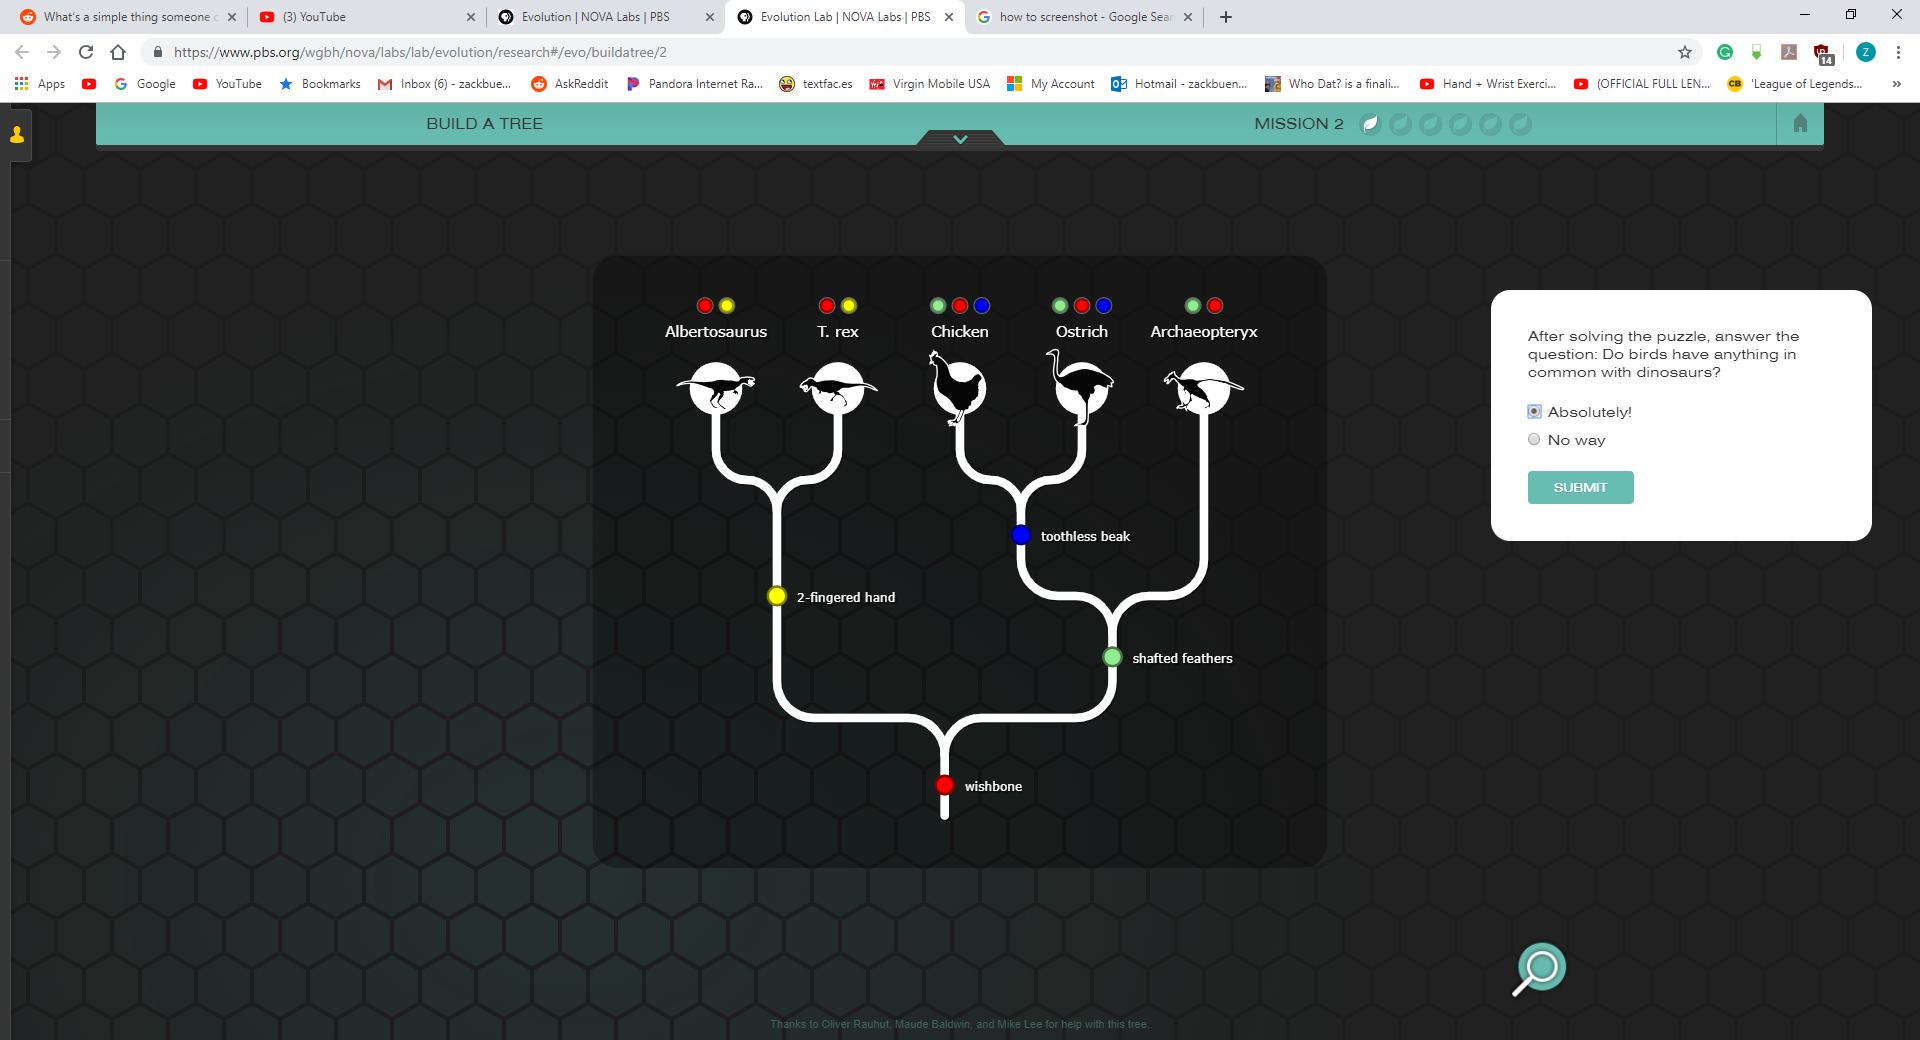 What's a simple thing someone c
(3) YouTube
Evolution | NOVA Labs | PBS
Evolution Lab | NOVA Labs | PBS
how to screenshot - Google Sear
https://www.pbs.org/wgbh/nova/labs/lab/evolution/research#/evo/buildatree/2
14
Z
Apps
Google
YouTube
Bookmarks
Inbox (6) - zackbue...
AskReddit
Pandora Internet Ra...
textfac.es
Virgin Mobile USA
My Account
Hotmail - zackbuen...
Who Dat? is a finali...
Hand + Wrist Exerci...
(OFFICIAL FULL LEN...
'League of Legends...
»
BUILD A TREE
MISSION 2
Albertosaurus
T. rex
Chicken
Ostrich
Archaeopteryx
After solving the puzzle, answer the
question: Do birds have anything in
common with dinosaurs?
Absolutely!
No way
SUBMIT
toothless beak
2-fingered hand
shafted feathers
wishbone
Thanks to Oliver Rauhut, Maude Baldwin, and Mike Lee for help with this tree.